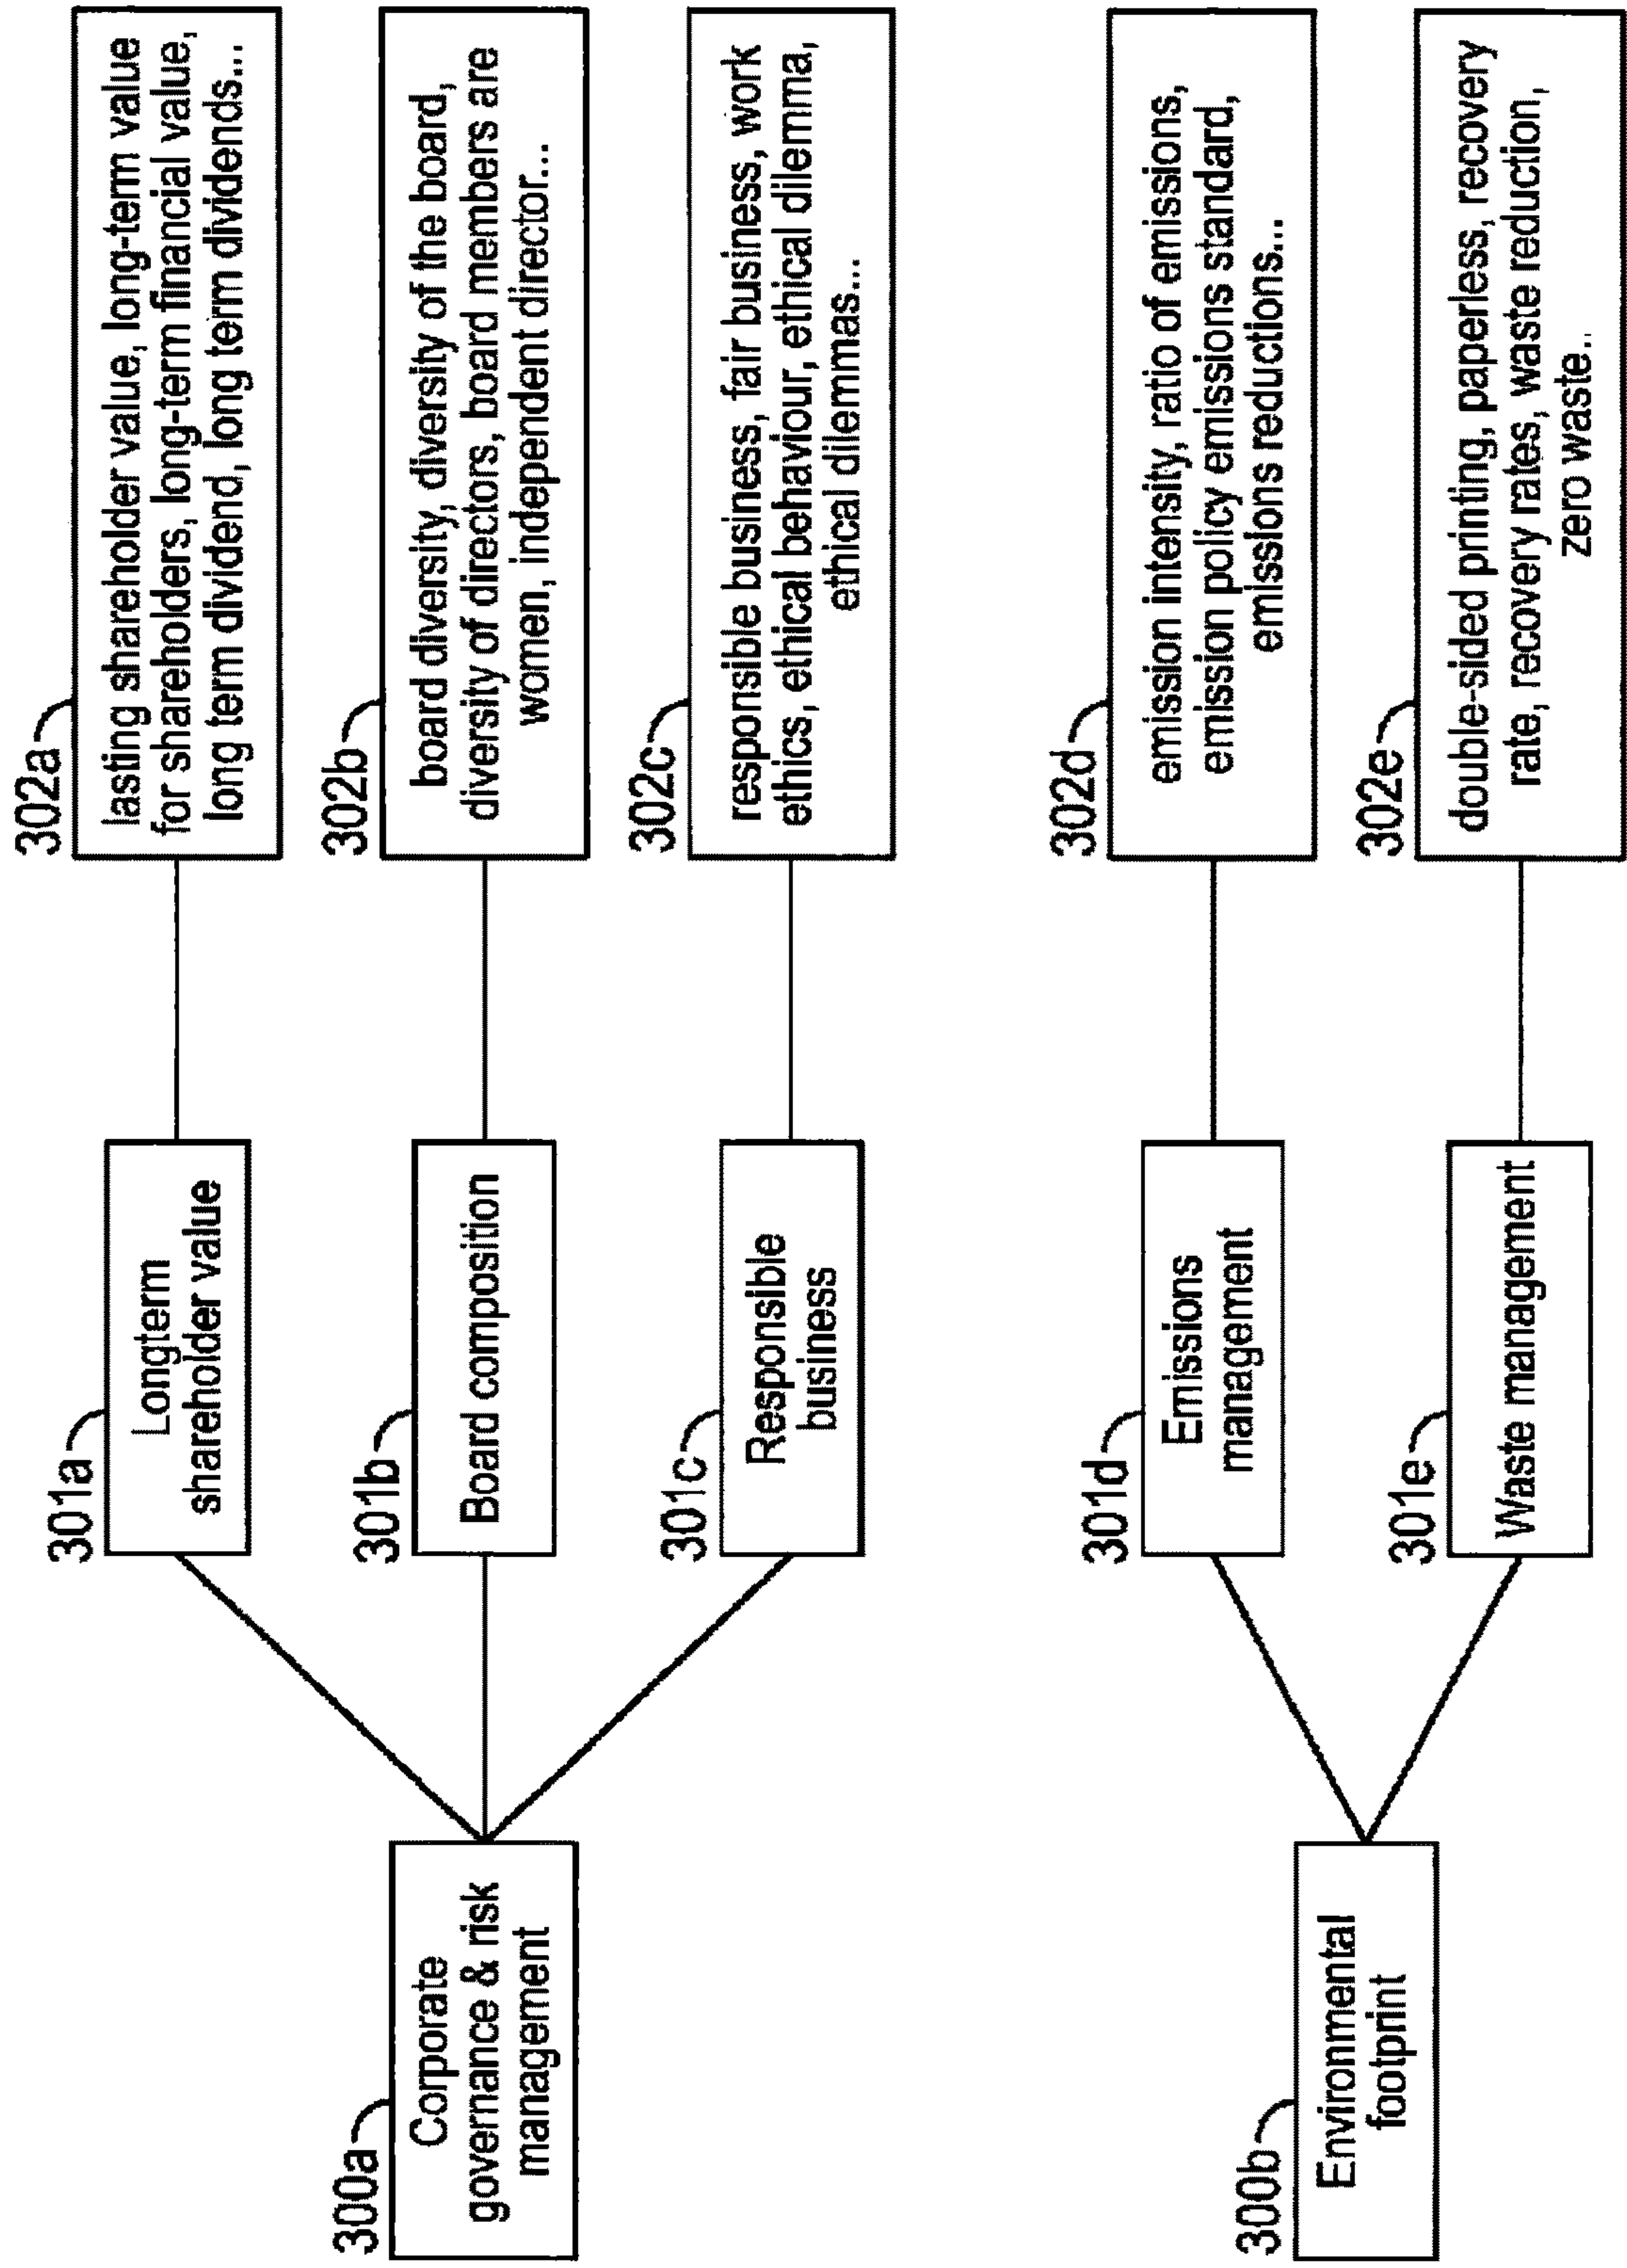 300a
Corporate
governance & risk
management
301a
Longterm
shareholder value
302a
lasting shareholder value, long-term value
for shareholders, long-term financial value,
long term dividend, long term dividends...
301b
Board composition
302b
board diversity, diversity of the board,
diversity of directors, board members are
women, independent director...
301c
Responsible
business
302c
responsible business, fair business, work
ethics, ethical behaviour, ethical dilemma,
ethical dilemmas...
300b
Environmental
footprint
301d
Emissions
management
302d
emission intensity, ratio of emissions,
emission policy emissions standard,
emissions reductions...
301e
Waste management
302e
double-sided printing, paperless, recovery
rate, recovery rates, waste reduction,
zero waste..